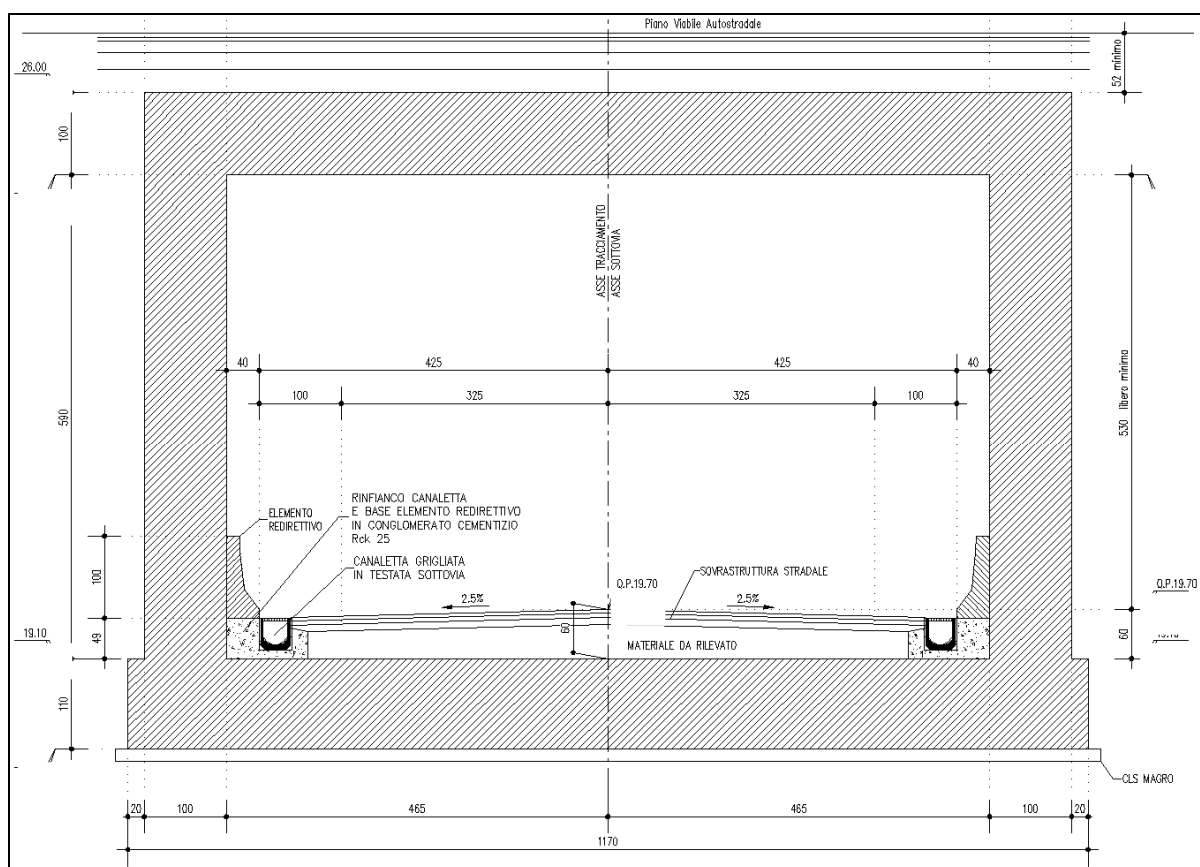 Piano Viabile Autostradale
26.00
52 minimo
100
ASSE TRACCIAMENTO
ASSE SOTTOVIA
590
530 libero minimo
40
425
425
40
100
325
325
100
ELEMENTO
REDIRETTIVO
RINFIANCO CANALETTA
E BASE ELEMENTO REDIRETTIVO
IN CONGLOMERATO CEMENTIZIO
Rck 25
CANALETTA GRIGLIATA
IN TESTATA SOTTOVIA
SOVRASTRUTTURA STRADALE
100
2.5%
Q.P.19.70
2.5%
Q.P.19.70
19.10
49
60
MATERIALE DA RILEVATO
60
110
CLS MAGRO
20
100
465
465
100
20
1170